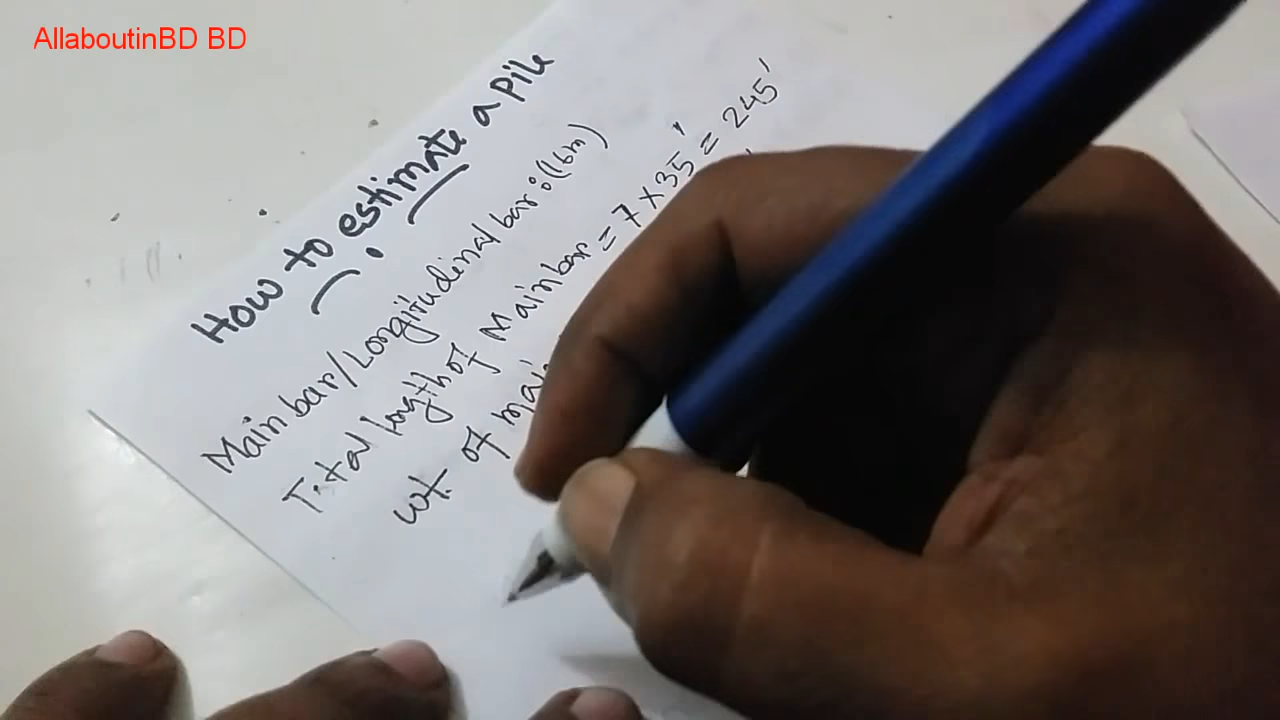 AllaboutinBD BD
How to estimate a pile
Main bar/Longitudinal bar:(16m)
Total length of Main bar = 7 x 35' = 245'
wt. of main